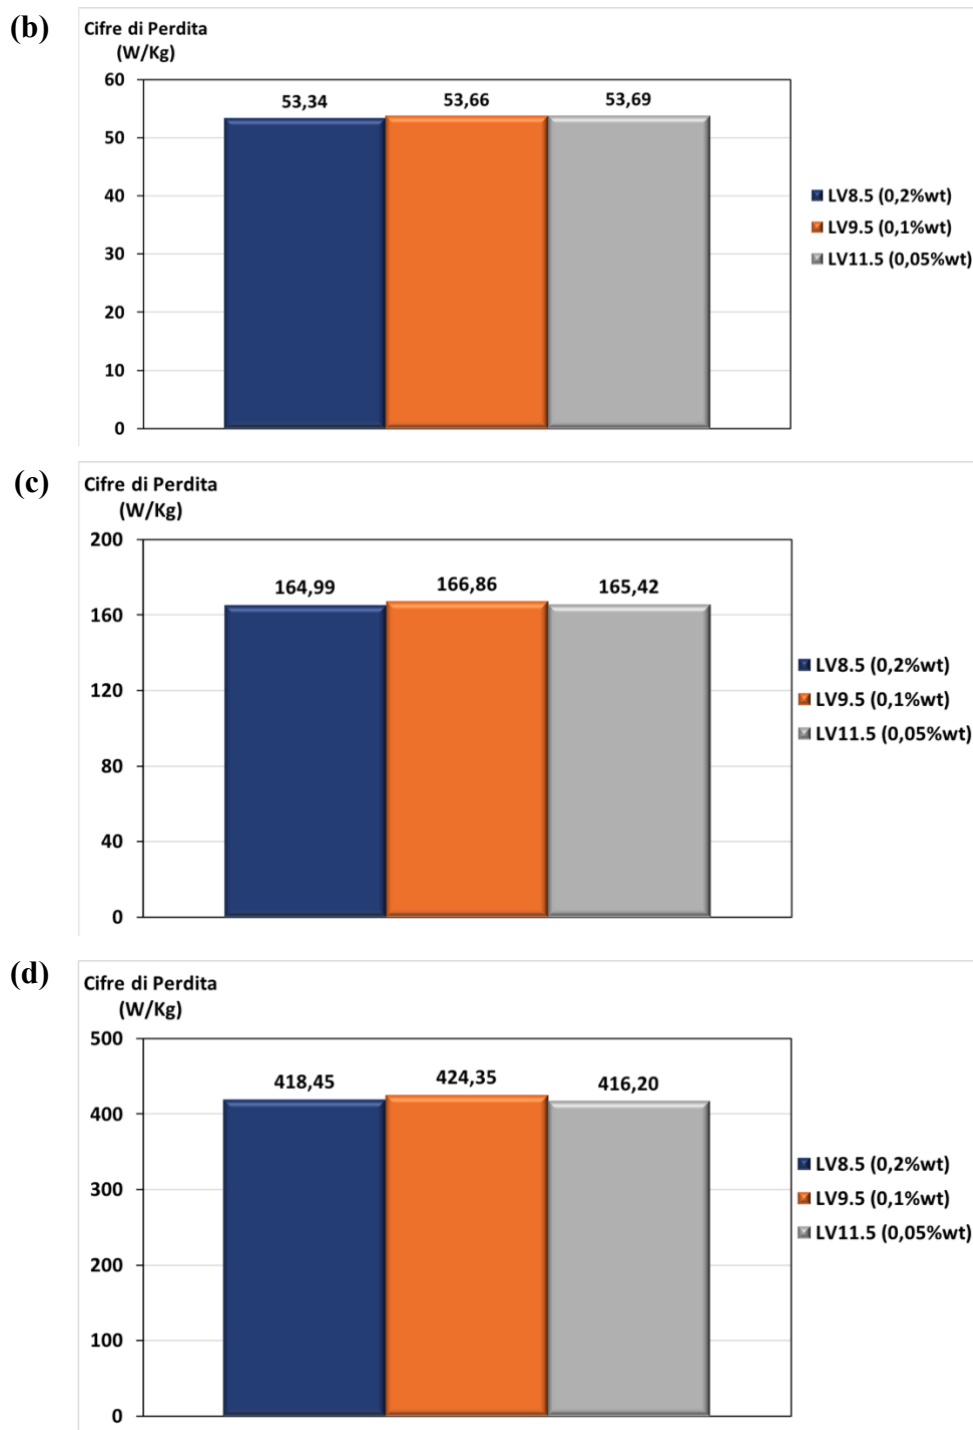 (b)
Cifre di Perdita
(W/Kg)
60
50
40
30
20
10
0
53,34
53,66
53,69
LV8.5 (0,2%wt)
LV9.5 (0,1%wt)
LV11.5 (0,05%wt)
(c)
Cifre di Perdita
(W/Kg)
200
160
120
80
40
0
164,99
166,86
165,42
LV8.5 (0,2%wt)
LV9.5 (0,1%wt)
LV11.5 (0,05%wt)
(d)
Cifre di Perdita
(W/Kg)
500
400
300
200
100
0
418,45
424,35
416,20
LV8.5 (0,2%wt)
LV9.5 (0,1%wt)
LV11.5 (0,05%wt)